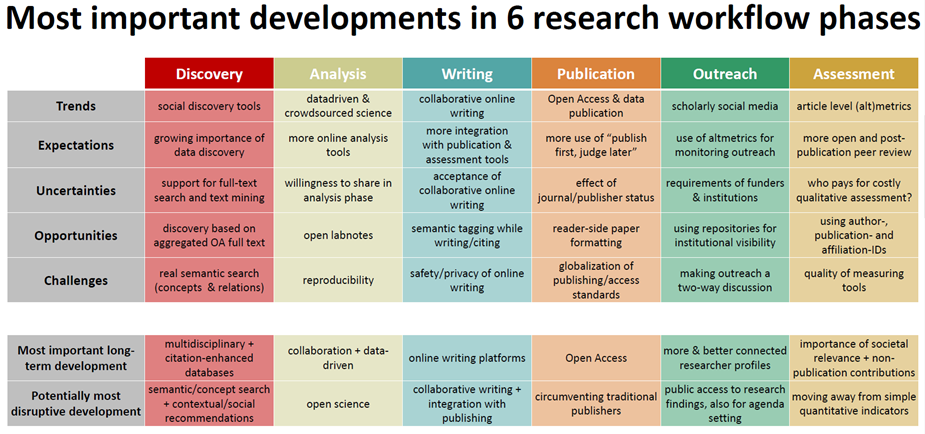 Most important developments in 6 research workflow phases
Discovery Analysis Writing Publication Outreach Assessment
Trends
social discovery tools
datadriven &
crowdsourced science
collaborative online
writing
Open Access & data
publication
scholarly social media
article level (alt)metrics
Expectations
growing importance of
data discovery
more online analysis
tools
more integration
with publication &
assessment tools
more use of “publish
first, judge later”
use of altmetrics for
monitoring outreach
more open and post-
publication peer review
Uncertainties
support for full-text
search and text mining
willingness to share in
analysis phase
acceptance of
collaborative online
writing
effect of
journal/publisher status
requirements of funders
& institutions
who pays for costly
qualitative assessment?
Opportunities
discovery based on
aggregated OA full text
open labnotes
semantic tagging while
writing/citing
reader-side paper
formatting
using repositories for
institutional visibility
using author-,
publication- and
affiliation-IDs
Challenges
real semantic search
(concepts & relations)
reproducibility
safety/privacy of online
writing
globalization of
publishing/access
standards
making outreach a
two-way discussion
quality of measuring
tools
Most important long-
term development
multidisciplinary +
citation-enhanced
databases
collaboration + data-
driven
online writing platforms
Open Access
more & better connected
researcher profiles
importance of societal
relevance + non-
publication contributions
Potentially most
disruptive development
semantic/concept search
+ contextual/social
recommendations
open science
collaborative writing +
integration with
publishing
circumventing traditional
publishers
public access to research
findings, also for agenda
setting
moving away from simple
quantitative indicators